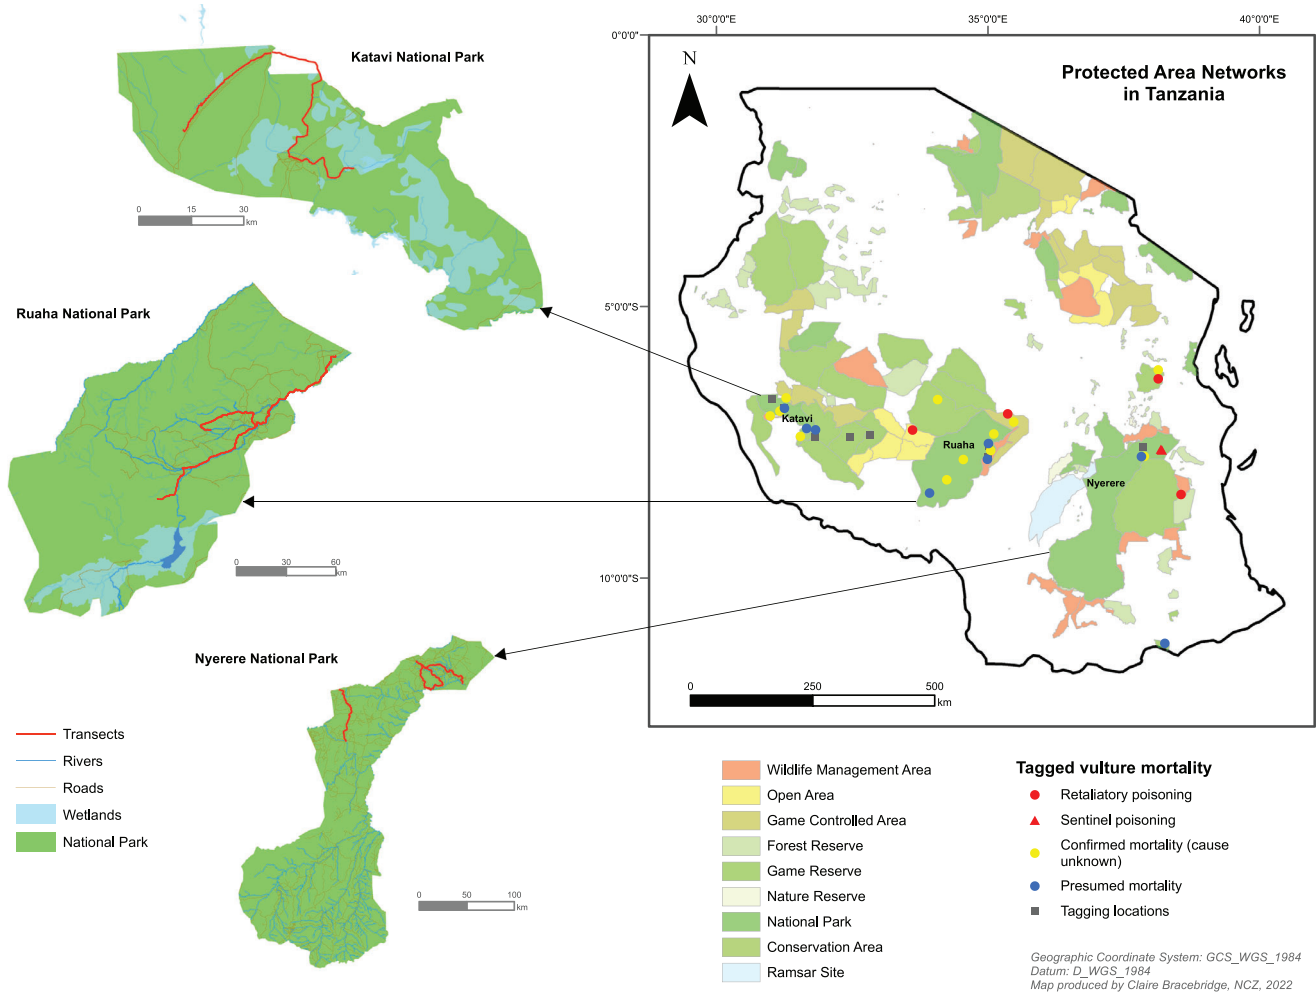 Katavi National Park
0 15 30
km
Ruaha National Park
0 30 60
km
Nyerere National Park
0 50 100
km
Transects
Rivers
Roads
Wetlands
National Park
30°0'0"E 35°0'0"E 40°0'0"E
0°0'0"
5°0'0"S
10°0'0"S
N
Protected Area Networks
in Tanzania
Katavi
Ruaha
Nyerere
0 250 500
km
Wildlife Management Area
Open Area
Game Controlled Area
Forest Reserve
Game Reserve
Nature Reserve
National Park
Conservation Area
Ramsar Site
Tagged vulture mortality
Retaliatory poisoning
Sentinel poisoning
Confirmed mortality (cause
unknown)
Presumed mortality
Tagging locations
Geographic Coordinate System: GCS_WGS_1984
Datum: D_WGS_1984
Map produced by Claire Bracebridge, NCZ, 2022